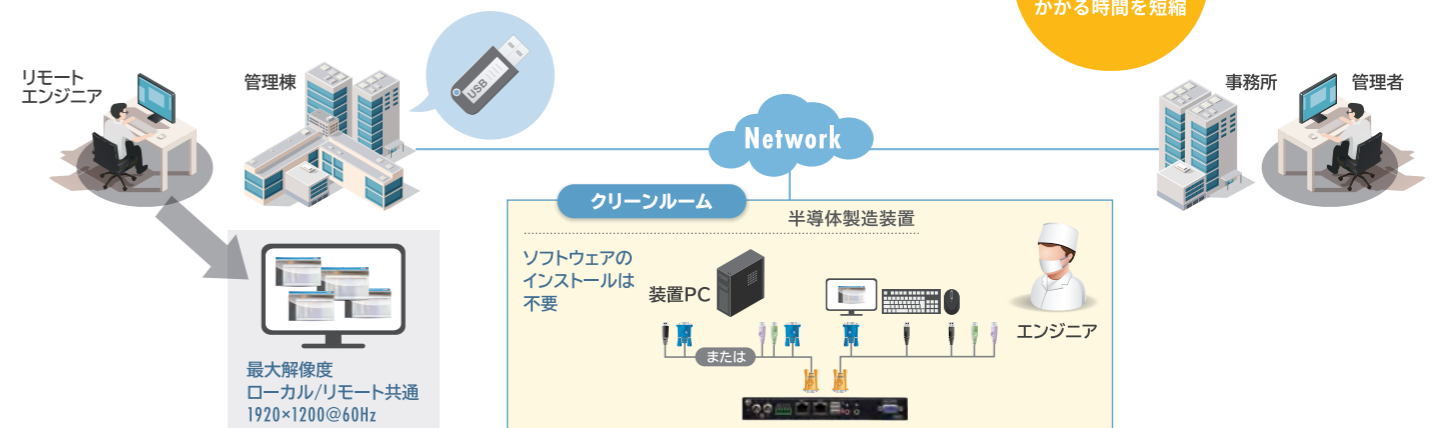 かかる時間を短縮
リモート
エンジニア
管理棟
USB
Network
事務所
管理者
クリーンルーム
半導体製造装置
ソフトウェアの
インストールは
不要
装置PC
または
エンジニア
最大解像度
ローカル/リモート共通
1920×1200@60Hz